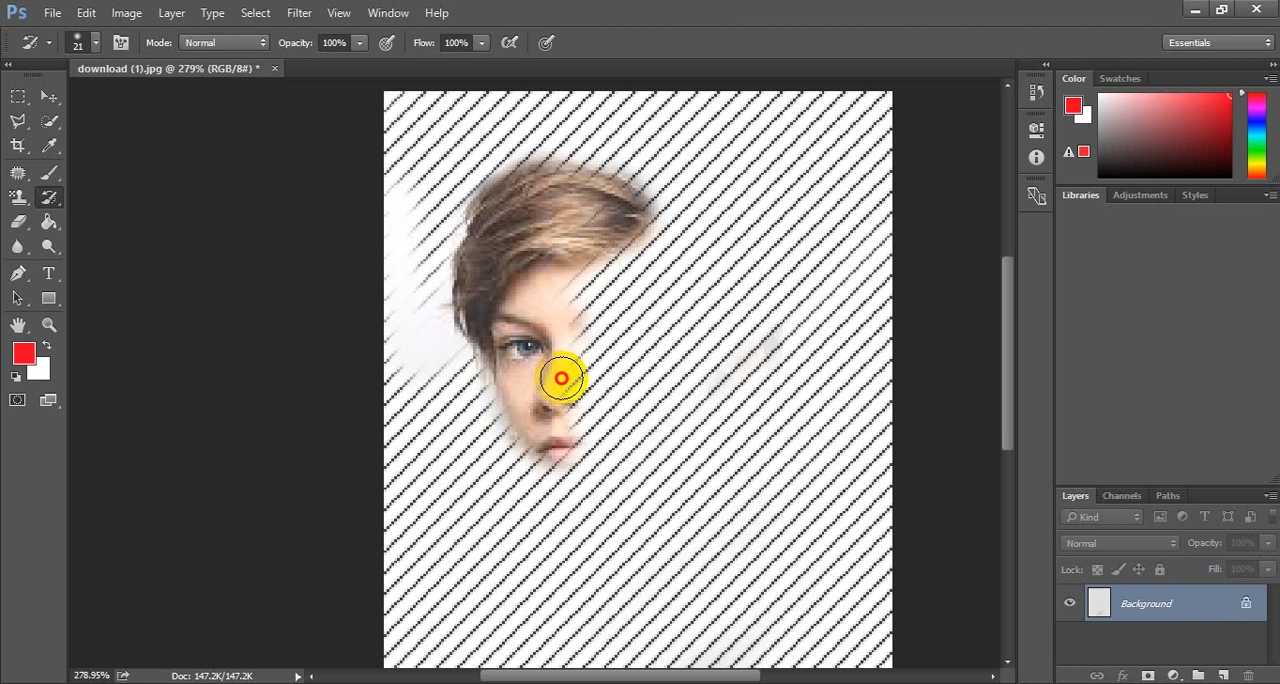 Ps File Edit Image Layer Type Select Filter View Window Help
21 Mode: Normal Opacity: 100% Flow: 100% Essentials
download (1).jpg @ 279% (RGB/8#) * ×
Color Swatches
Libraries Adjustments Styles
T
Layers Channels Paths
Kind T
Normal Opacity: 100%
Lock: Fill: 100%
Background
278.95% Doc: 147.2K/147.2K
fx